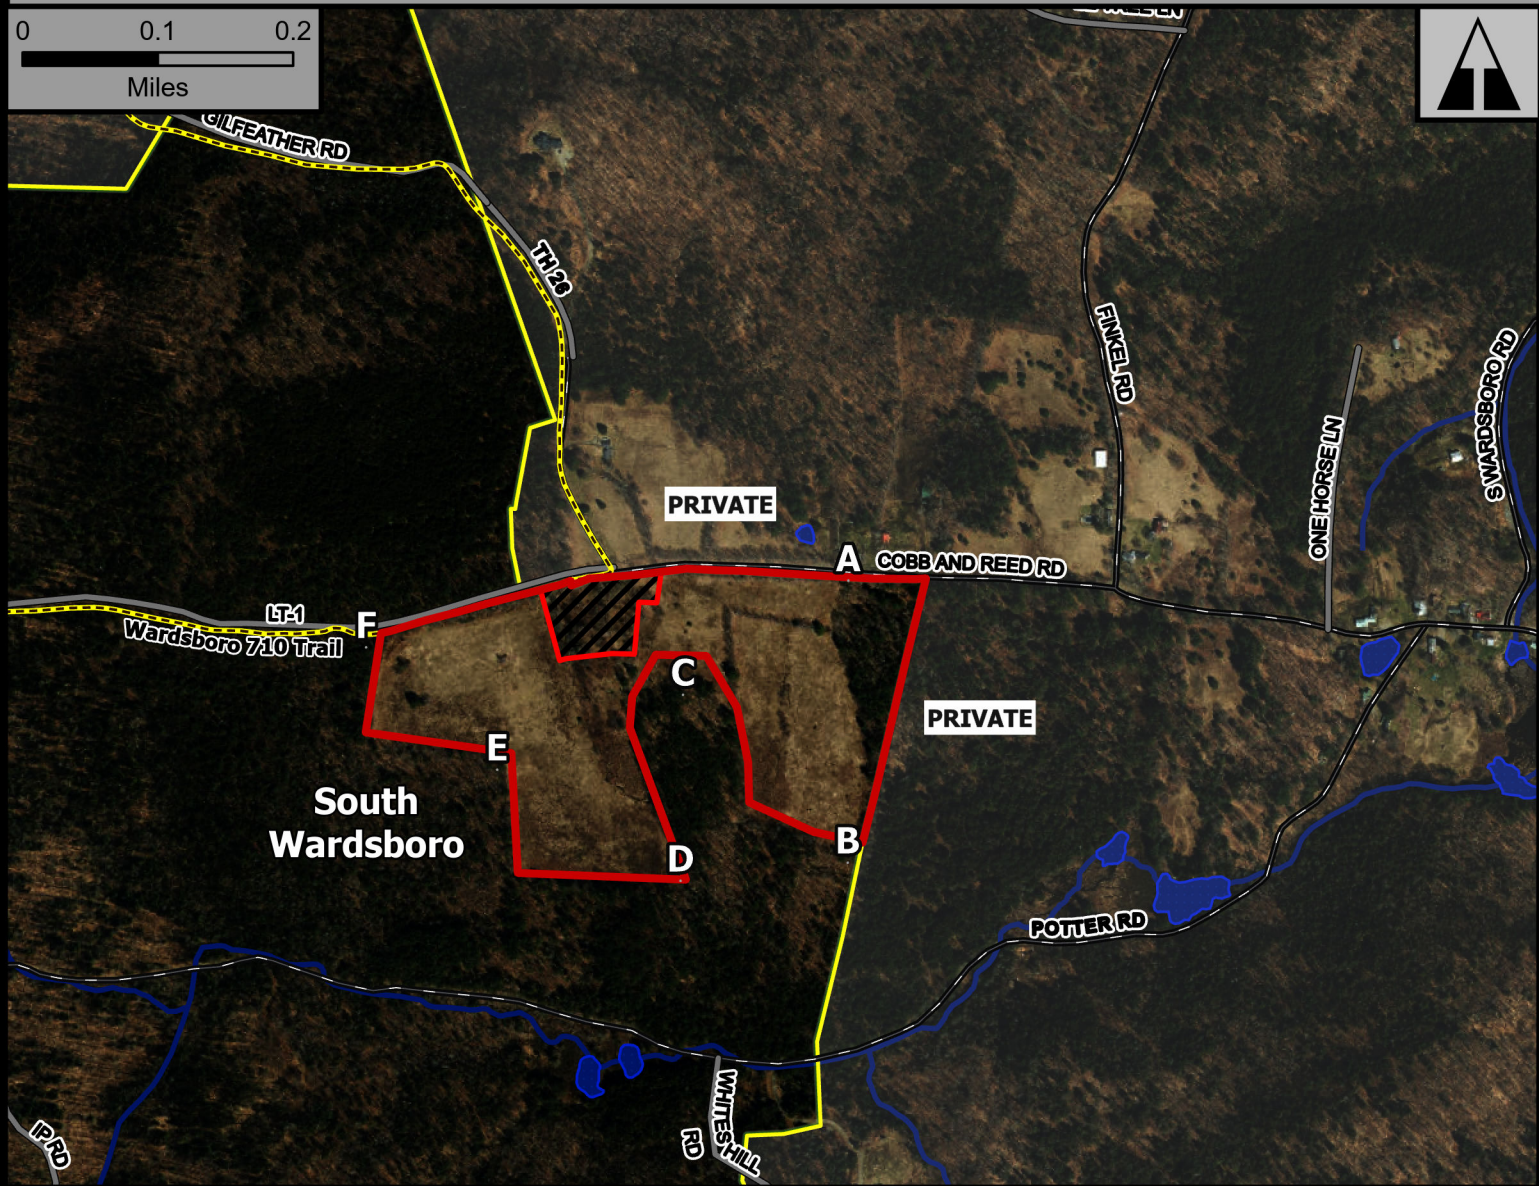 0 0.1 0.2
Miles
GILFEATHER RD
TH 26
FINKEL RD
S WARDSBORO RD
ONE HORSE LN
PRIVATE
A
COBB AND REED RD
LT-1
F
Wardsboro 710 Trail
C
PRIVATE
E
South
Wardsboro
B
D
POTTER RD
WHITES HILL
RD
IP RD